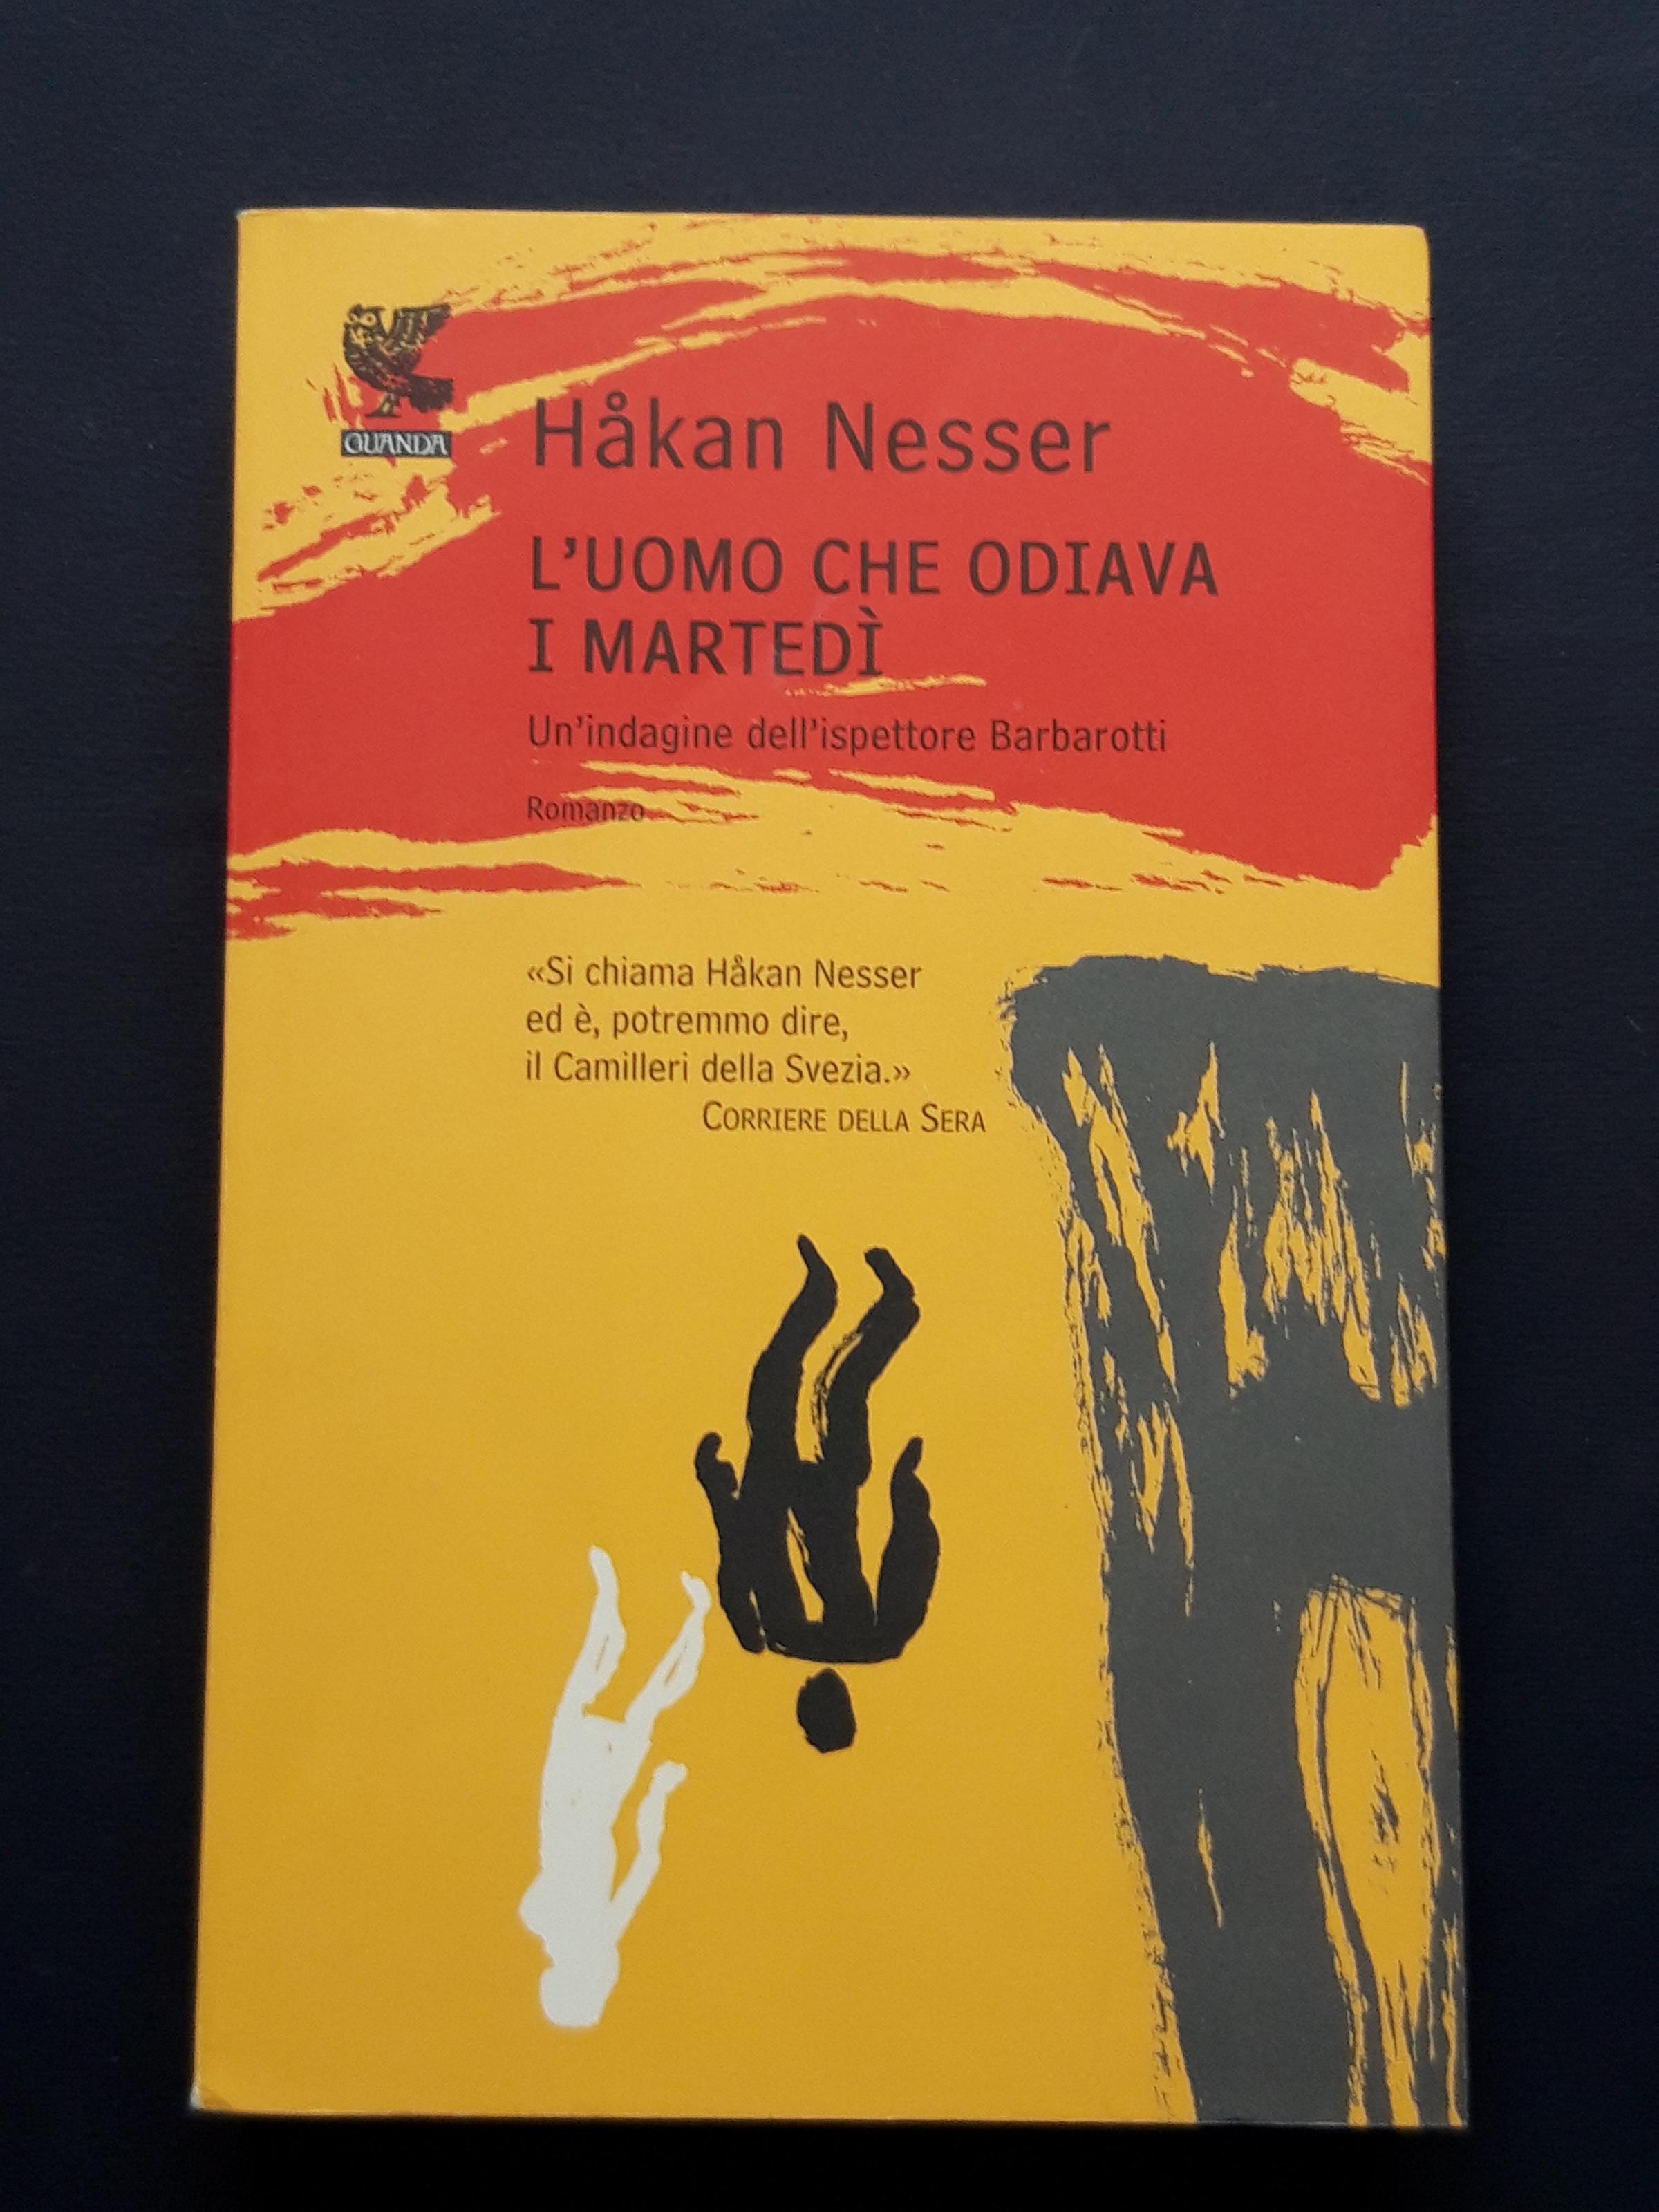 GUANDA
Håkan Nesser
L'UOMO CHE ODIAVA
I MARTEDÌ
Un'indagine dell'ispettore Barbarotti
Romanzo
«Si chiama Håkan Nesser
ed è, potremmo dire,
il Camilleri della Svezia.»
CORRIERE DELLA SERA